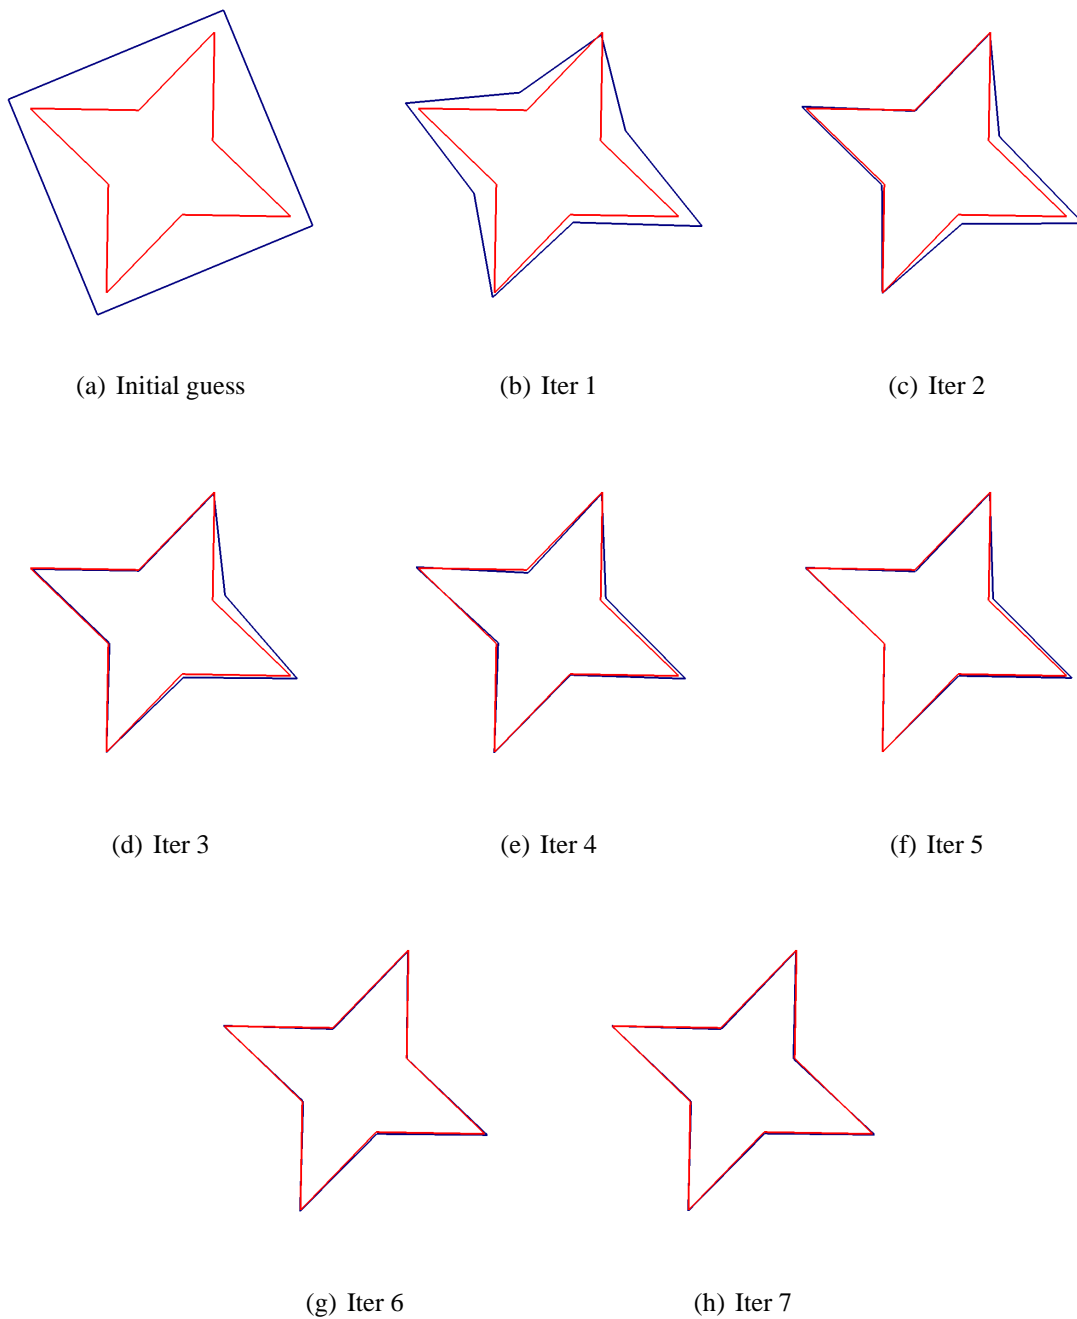 (a) Initial guess
(b) Iter 1
(c) Iter 2
(d) Iter 3
(e) Iter 4
(f) Iter 5
(g) Iter 6
(h) Iter 7